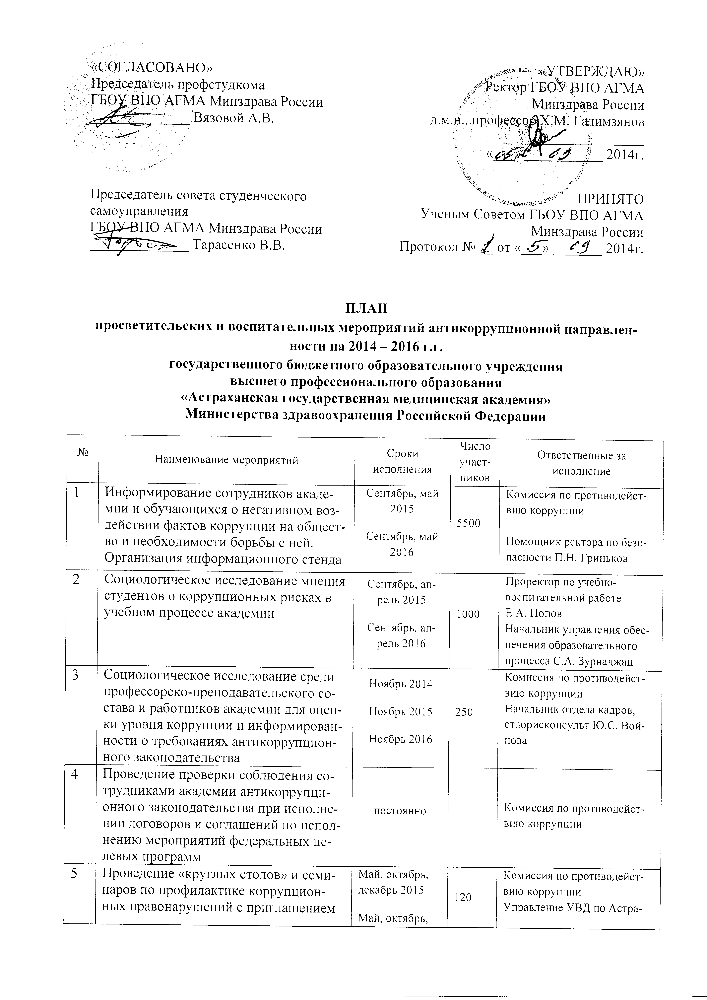 «СОГЛАСОВАНО»
Председатель профстудкома
ГБОУ ВПО АГМА Минздрава России
Вязовой А.В.
«УТВЕРЖДАЮ»
Ректор ГБОУ ВПО АГМА
Минздрава России
д.м.н., профессор Х.М. Галимзянов
«05» 09 2014г.
Председатель совета студенческого
самоуправления
ГБОУ ВПО АГМА Минздрава России
Тарасенко В.В.
ПРИНЯТО
Ученым Советом ГБОУ ВПО АГМА
Минздрава России
Протокол № 1 от «5» 09 2014г.
ПЛАН
просветительских и воспитательных мероприятий антикоррупционной направлен-
ности на 2014 – 2016 г.г.
государственного бюджетного образовательного учреждения
высшего профессионального образования
«Астраханская государственная медицинская академия»
Министерства здравоохранения Российской Федерации
№
Наименование мероприятий
Сроки
исполнения
Число
участ-
ников
Ответственные за
исполнение
1
Информирование сотрудников акаде-
мии и обучающихся о негативном воз-
действии фактов коррупции на общест-
во и необходимости борьбы с ней.
Организация информационного стенда
Сентябрь, май
2015
Сентябрь, май
2016
5500
Комиссия по противодейст-
вию коррупции
Помощник ректора по безо-
пасности П.Н. Гриньков
2
Социологическое исследование мнения
студентов о коррупционных рисках в
учебном процессе академии
Сентябрь, ап-
рель 2015
Сентябрь, ап-
рель 2016
1000
Проректор по учебно-
воспитательной работе
Е.А. Попов
Начальник управления обес-
печения образовательного
процесса С.А. Зурнаджан
3
Социологическое исследование среди
профессорско-преподавательского со-
става и работников академии для оцен-
ки уровня коррупции и информирован-
ности о требованиях антикоррупцион-
ного законодательства
Ноябрь 2014
Ноябрь 2015
Ноябрь 2016
250
Комиссия по противодейст-
вию коррупции
Начальник отдела кадров,
ст.юрисконсульт Ю.С. Вой-
нова
4
Проведение проверки соблюдения со-
трудниками академии антикоррупци-
онного законодательства при исполне-
нии договоров и соглашений по испол-
нению мероприятий федеральных це-
левых программ
постоянно
Комиссия по противодейст-
вию коррупции
5
Проведение «круглых столов» и семи-
наров по профилактике коррупцион-
ных правонарушений с приглашением
Май, октябрь,
декабрь 2015
Май, октябрь,
120
Комиссия по противодейст-
вию коррупции
Управление УВД по Астра-